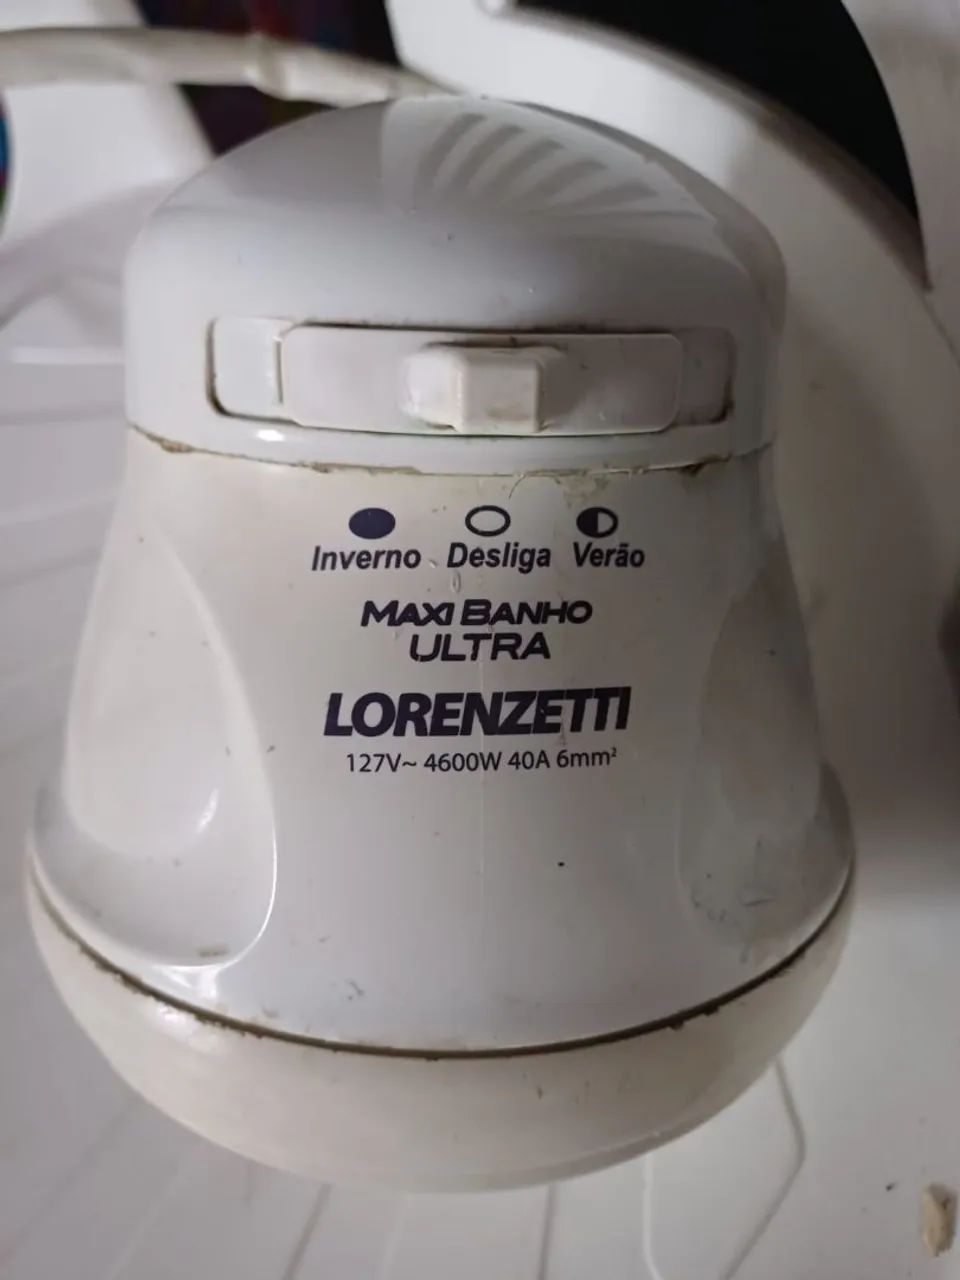 Inverno Desliga Verão
MAXI BANHO
ULTRA
LORENZETTI
127V~ 4600W 40A 6mm²